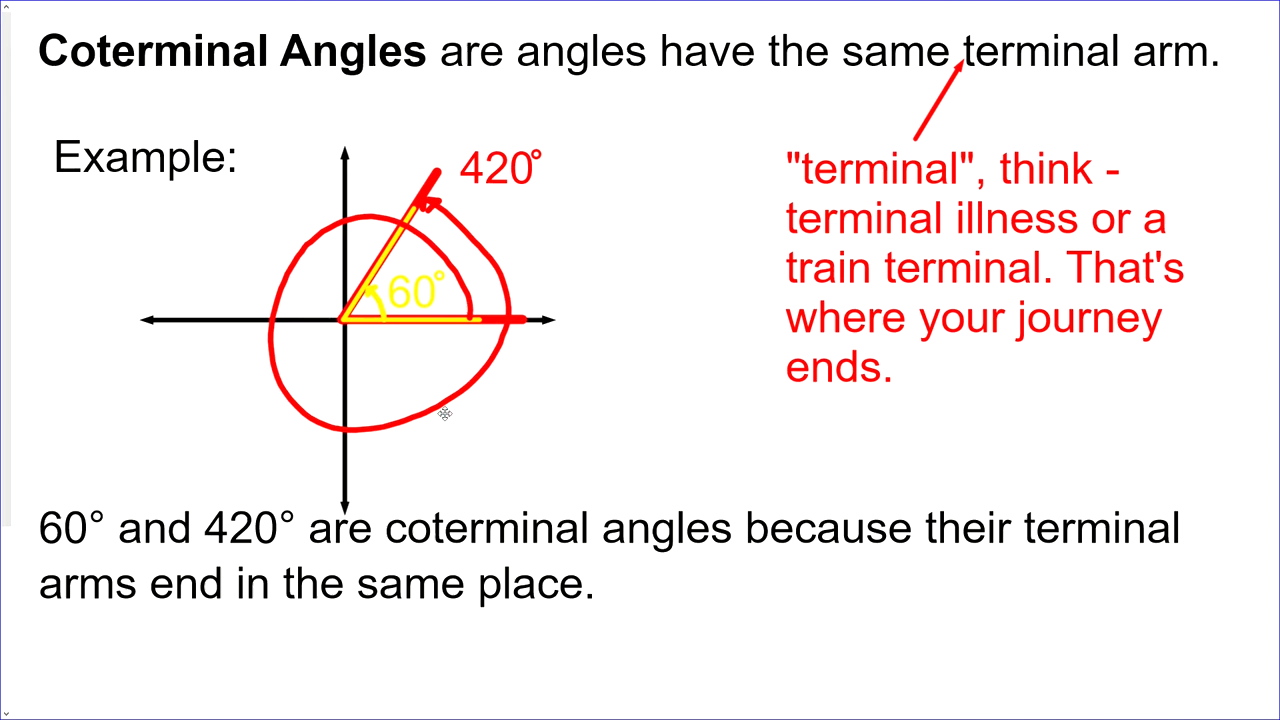 Coterminal Angles are angles have the same terminal arm.
Example:
420°
60°
"terminal", think -
terminal illness or a
train terminal. That's
where your journey
ends.
60° and 420° are coterminal angles because their terminal
arms end in the same place.